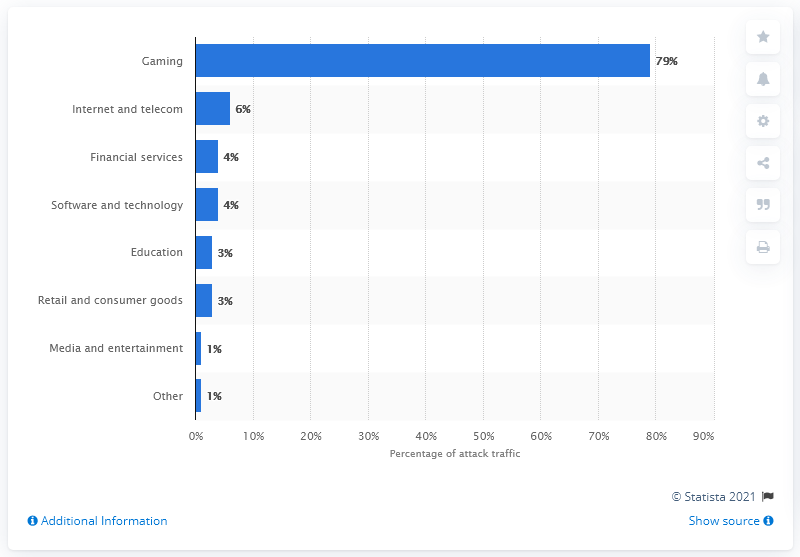 Gaming 79%
Internet and telecom 6%
Financial services 4%
Software and technology 4%
Education 3%
Retail and consumer goods 3%
Media and entertainment 1%
Other 1%
0% 10% 20% 30% 40% 50% 60% 70% 80% 90%
Percentage of attack traffic
© Statista 2021
Additional Information Show source